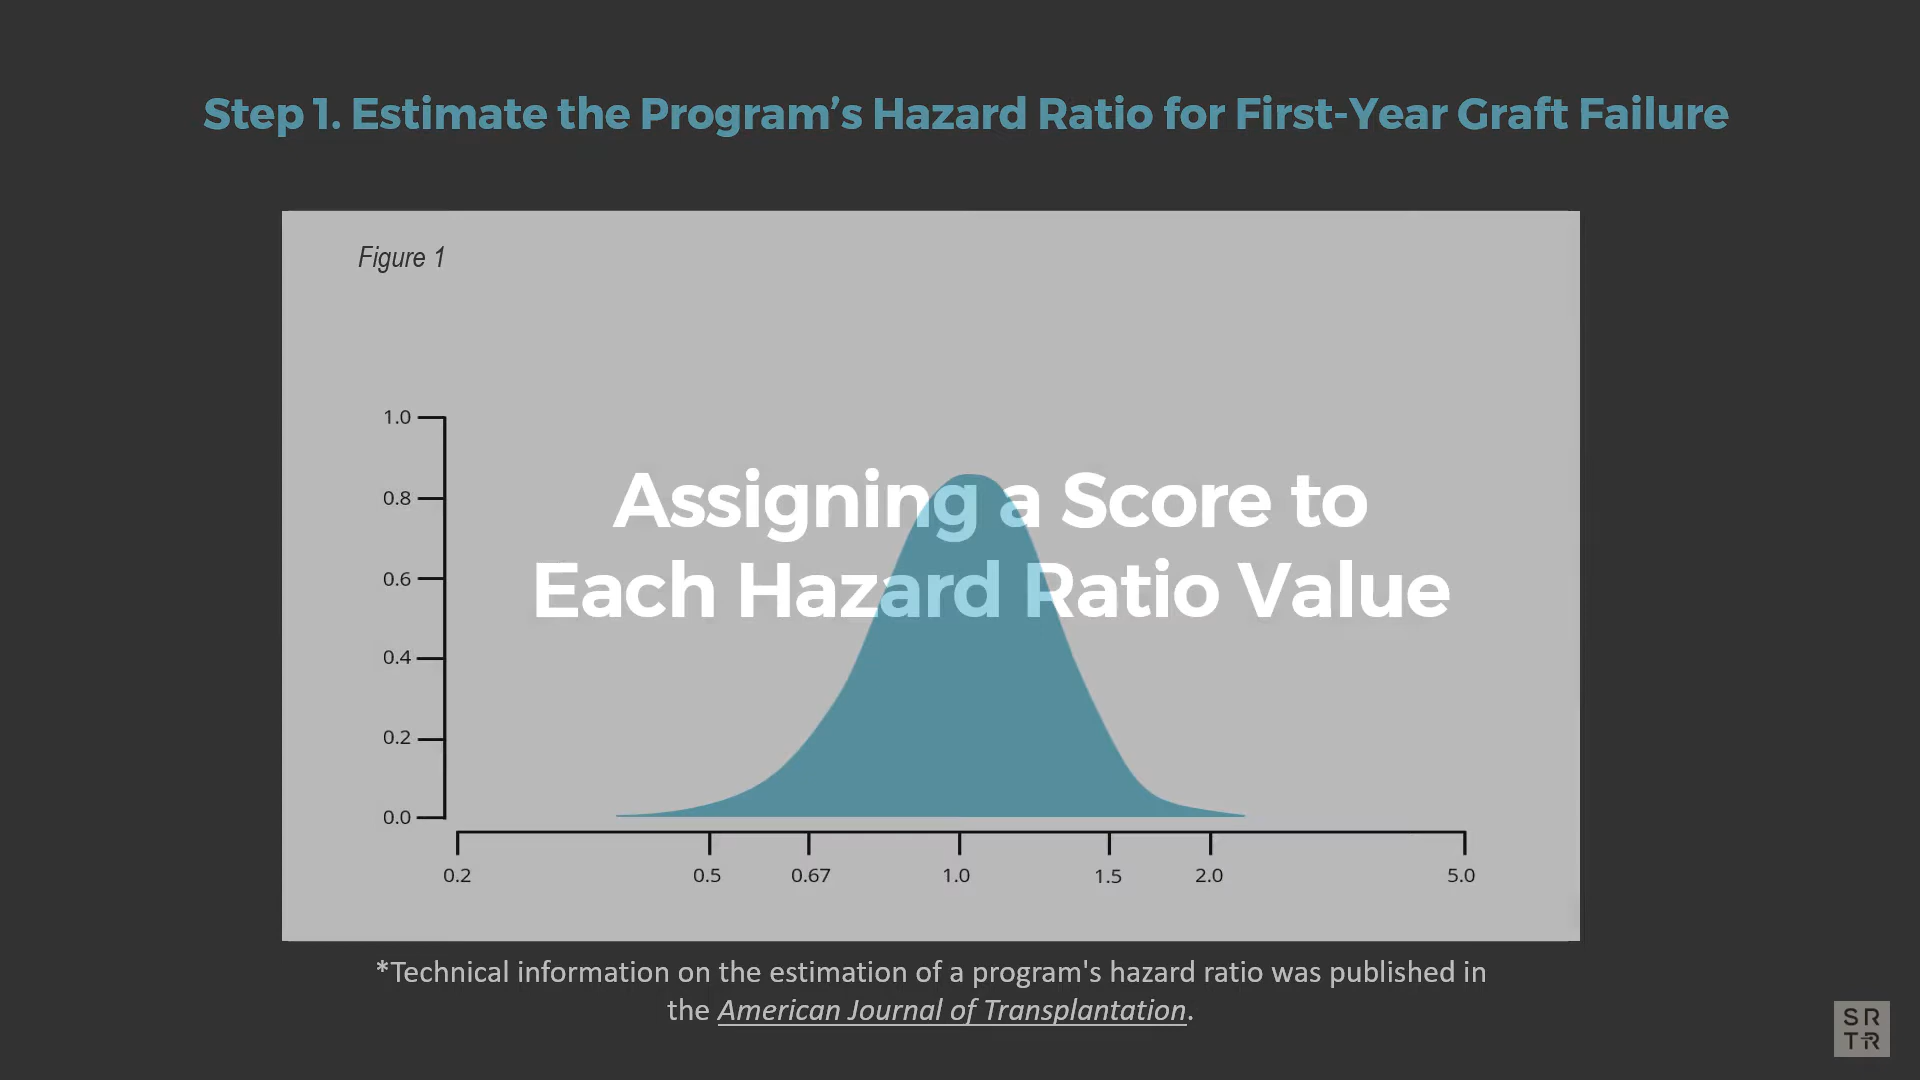 Step 1. Estimate the Program’s Hazard Ratio for First-Year Graft Failure
Figure 1
1.0
0.8
0.6
0.4
0.2
0.0
Assigning a Score to
Each Hazard Ratio Value
0.2 0.5 0.67 1.0 1.5 2.0 5.0
*Technical information on the estimation of a program's hazard ratio was published in
the American Journal of Transplantation.
SR
TR